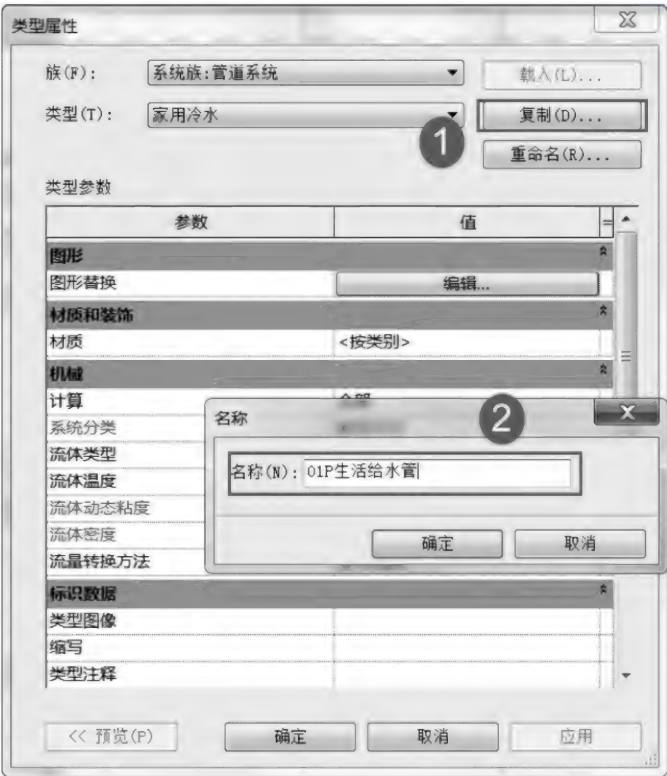 类型属性
族(F): 系统族:管道系统 载入(L)...
类型(T): 家用冷水 复制(D)...
1
重命名(R)...
类型参数
参数 值 =
图形
图形替换 编辑...
材质和装饰
材质 <按类别>
机械
计算
系统分类
流体类型
流体温度
流体动态粘度
流体密度
流量转换方法
名称 2
名称(N): 01P生活给水管
确定 取消
标识数据
类型图像
缩写
类型注释
<< 预览(P) 确定 取消 应用